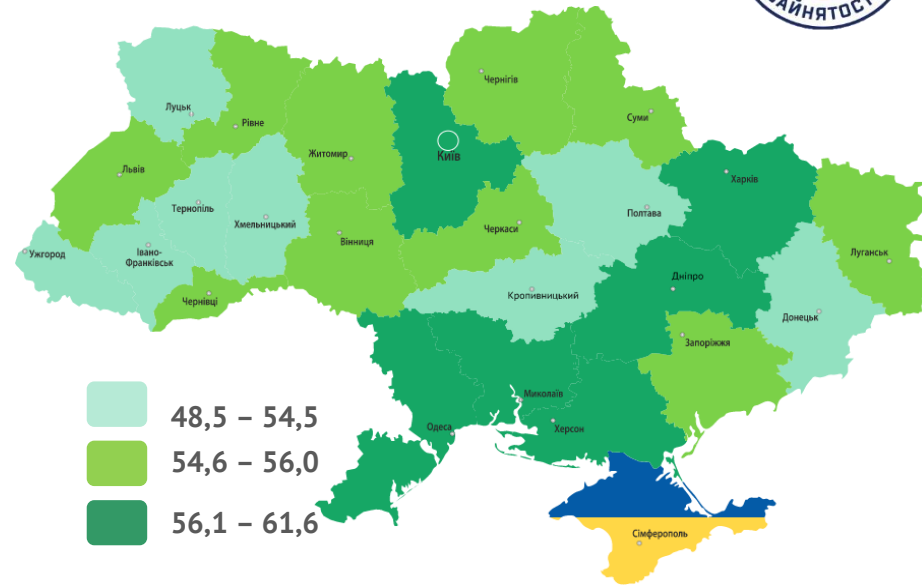 ЗАЙНЯТОСТ
Чернігів
Луцьк
Рівне
Суми
Житомир
Київ
Львів
Харків
Тернопіль
Полтава
Хмельницький
Черкаси
Вінниця
Ужгород
Івано-
Франківськ
Луганськ
Дніпро
Чернівці
Кропивницький
Донецьк
Запоріжжя
Миколаїв
Одеса
Херсон
48,5 – 54,5
54,6 – 56,0
56,1 – 61,6
Сімферополь